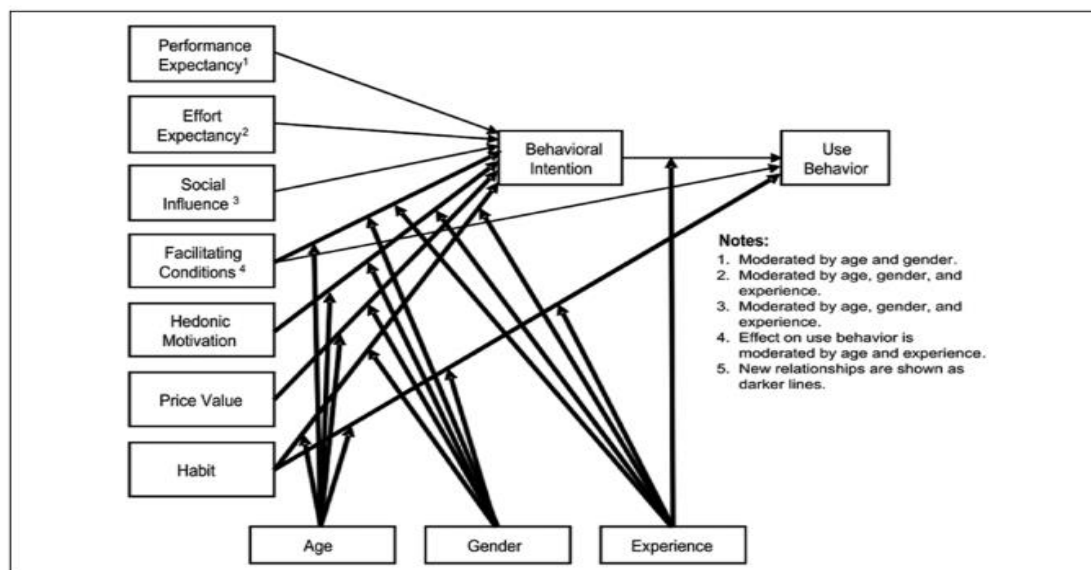 Performance
Expectancy¹
Effort
Expectancy²
Social
Influence ³
Facilitating
Conditions ⁴
Hedonic
Motivation
Price Value
Habit
Behavioral
Intention
Use
Behavior
Notes:
1. Moderated by age and gender.
2. Moderated by age, gender, and
experience.
3. Moderated by age, gender, and
experience.
4. Effect on use behavior is
moderated by age and experience.
5. New relationships are shown as
darker lines.
Age
Gender
Experience